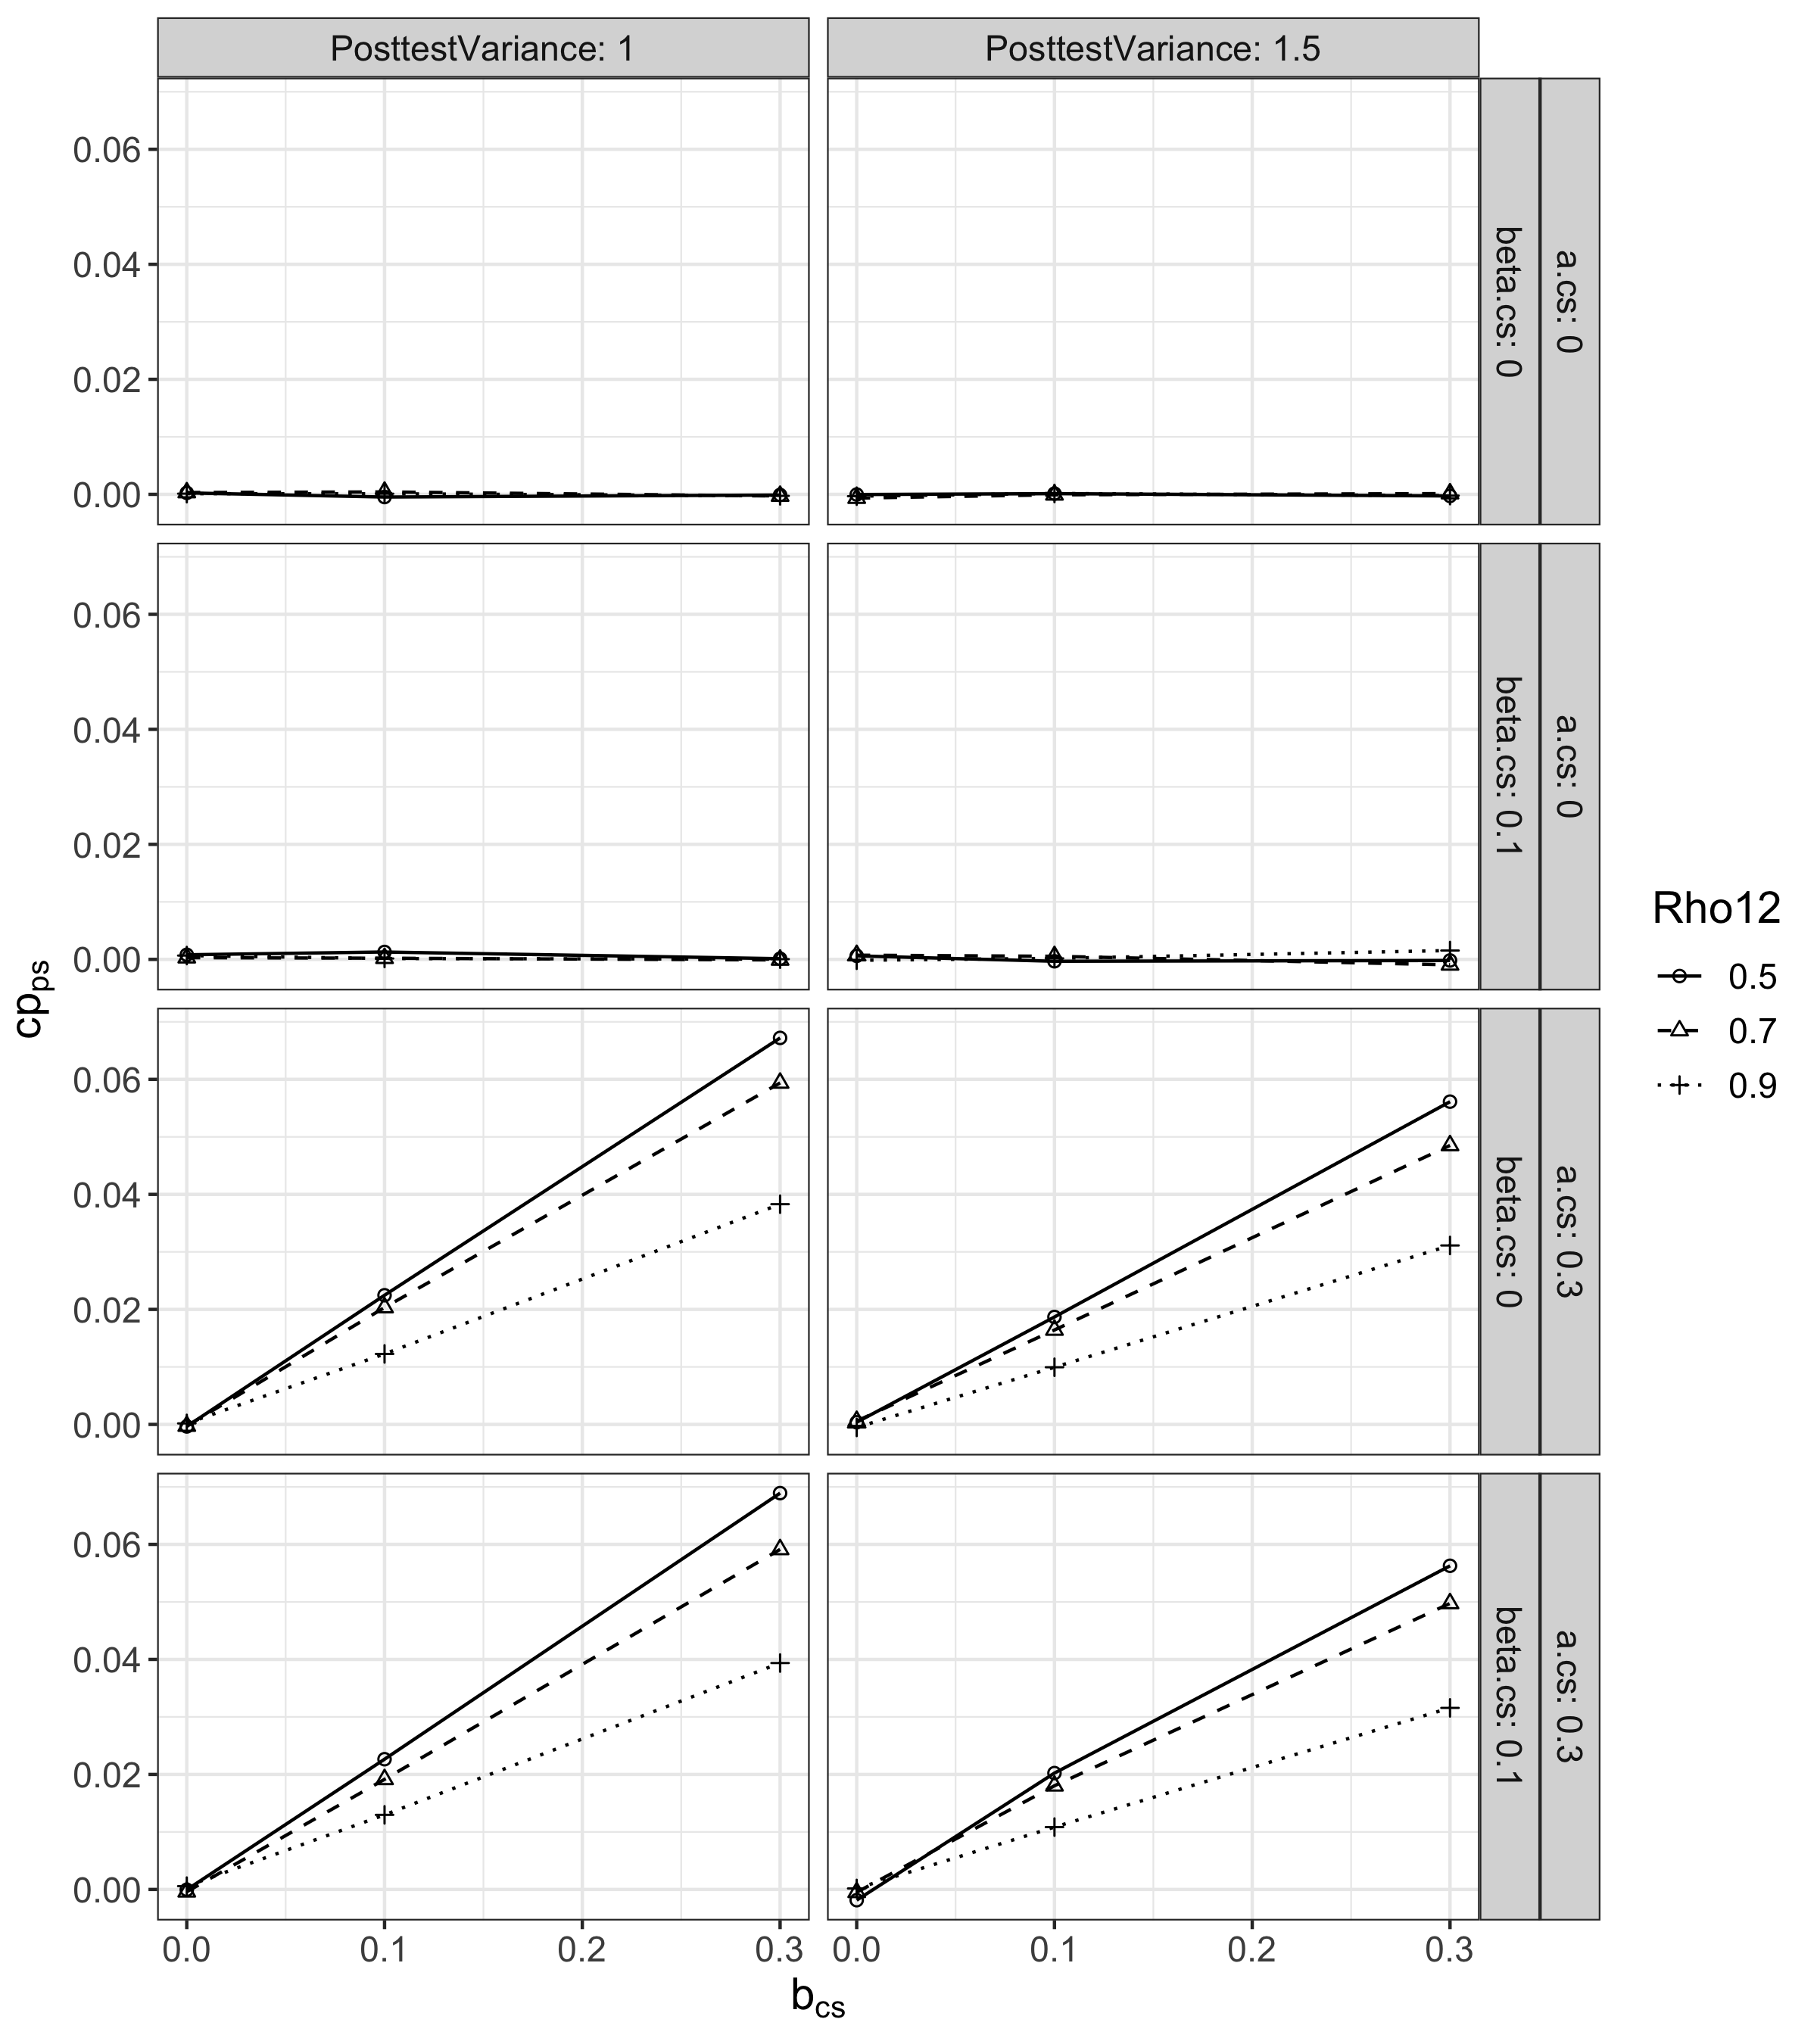 PosttestVariance: 1
PosttestVariance: 1.5
0.06
0.04
0.02
0.00
beta.cs: 0
a.cs: 0
0.06
0.04
0.02
0.00
beta.cs: 0.1
a.cs: 0
0.06
0.04
0.02
0.00
beta.cs: 0
a.cs: 0.3
0.06
0.04
0.02
0.00
beta.cs: 0.1
a.cs: 0.3
0.0 0.1 0.2 0.3
0.0 0.1 0.2 0.3
bcs
cpps
Rho12
0.5
0.7
0.9